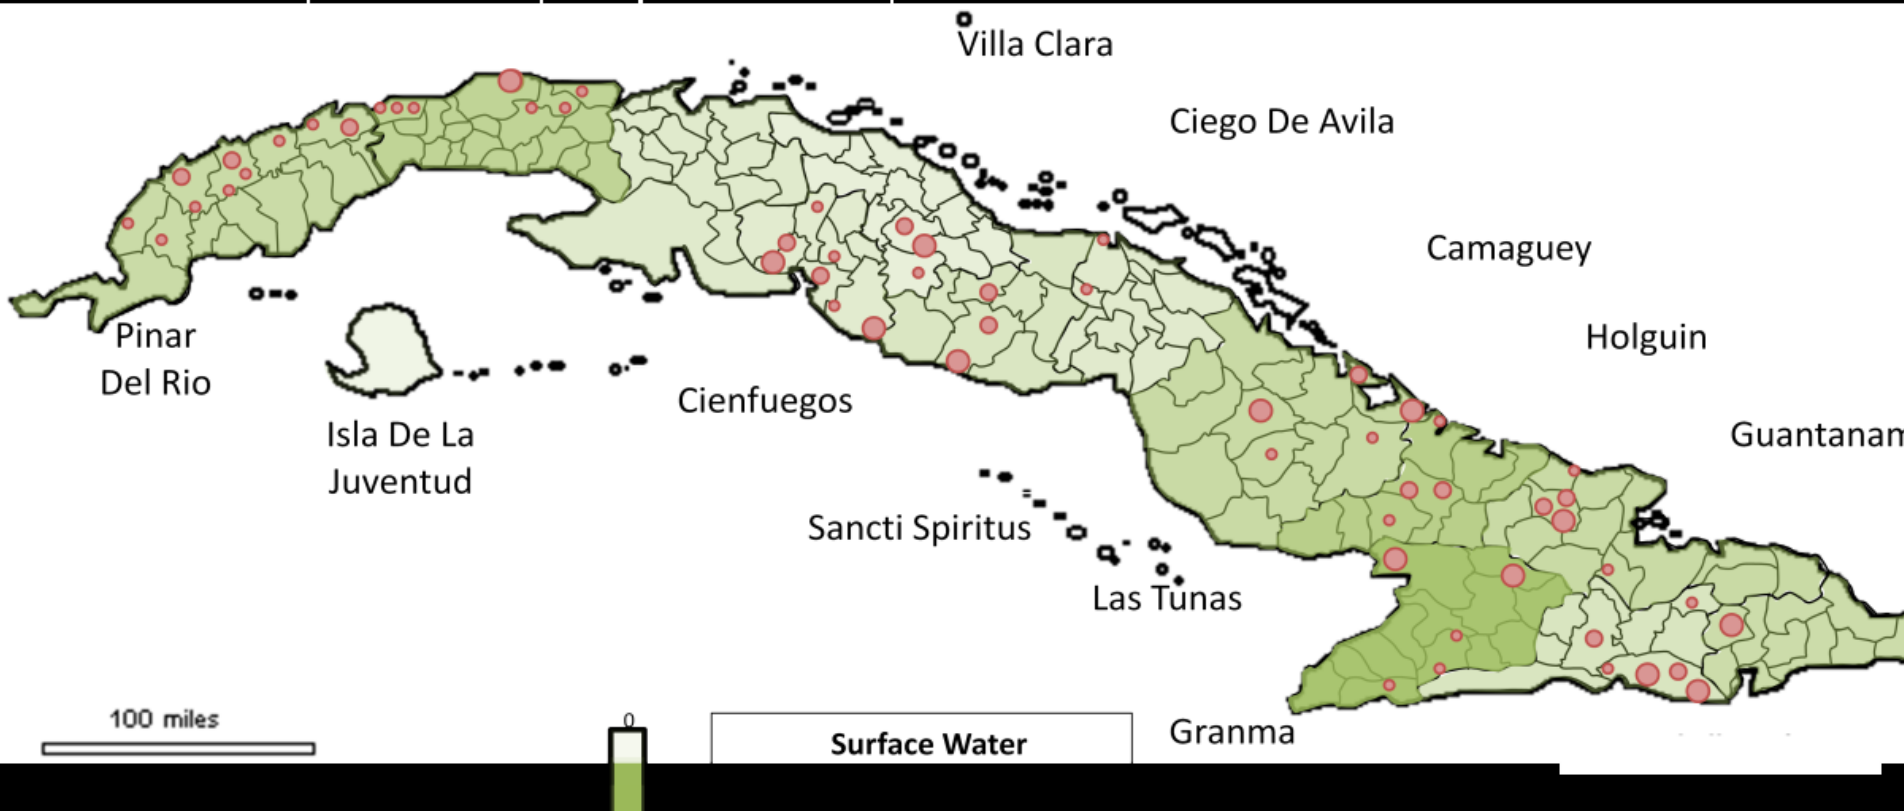 Villa Clara
Ciego De Avila
Camaguey
Holguin
Pinar
Del Rio
Cienfuegos
Isla De La
Juventud
Guantanam
Sancti Spiritus
Las Tunas
Granma
100 miles
0
Surface Water